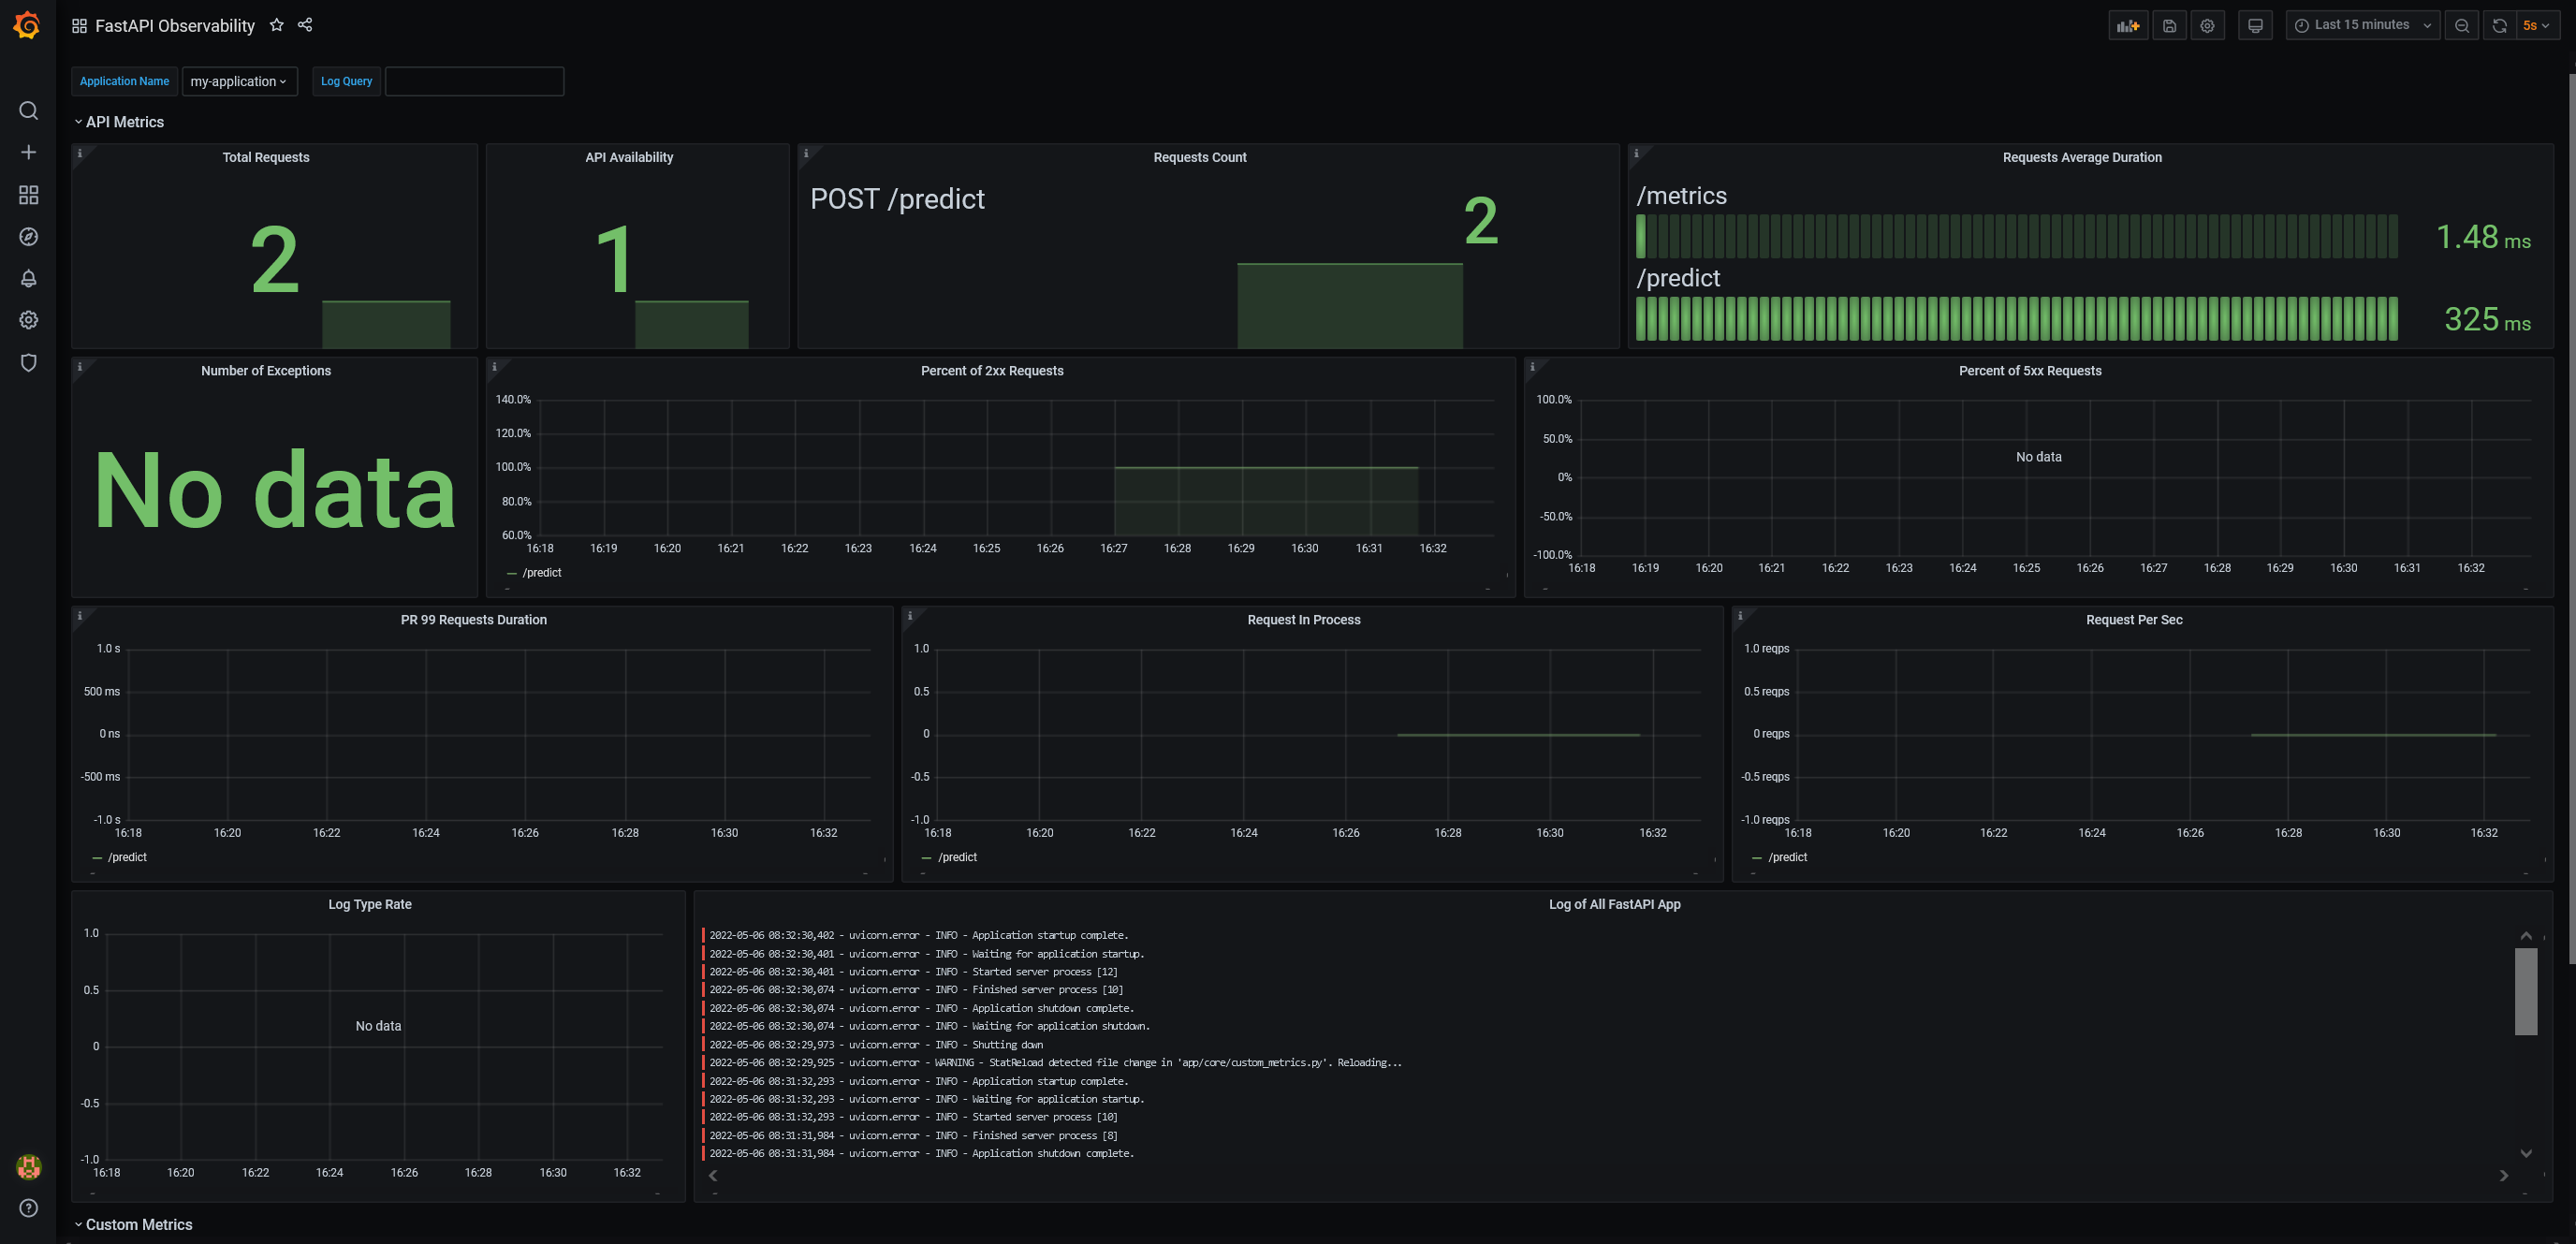 FastAPI Observability
Last 15 minutes
5s
Application Name
my-application
Log Query
API Metrics
Total Requests
2
API Availability
1
Requests Count
POST /predict
2
Requests Average Duration
/metrics
1.48 ms
/predict
325 ms
Number of Exceptions
No data
Percent of 2xx Requests
140.0%
120.0%
100.0%
80.0%
60.0%
16:18 16:19 16:20 16:21 16:22 16:23 16:24 16:25 16:26 16:27 16:28 16:29 16:30 16:31 16:32
/predict
Percent of 5xx Requests
100.0%
50.0%
No data
0%
-50.0%
-100.0%
16:18 16:19 16:20 16:21 16:22 16:23 16:24 16:25 16:26 16:27 16:28 16:29 16:30 16:31 16:32
PR 99 Requests Duration
1.0 s
500 ms
0 ns
-500 ms
-1.0 s
16:18 16:20 16:22 16:24 16:26 16:28 16:30 16:32
/predict
Request In Process
1.0
0.5
0
-0.5
-1.0
16:18 16:20 16:22 16:24 16:26 16:28 16:30 16:32
/predict
Request Per Sec
1.0 reqps
0.5 reqps
0 reqps
-0.5 reqps
-1.0 reqps
16:18 16:20 16:22 16:24 16:26 16:28 16:30 16:32
/predict
Log Type Rate
1.0
0.5
No data
0
-0.5
-1.0
16:18 16:20 16:22 16:24 16:26 16:28 16:30 16:32
Log of All FastAPI App
2022-05-06 08:32:30,402 - uvicorn.error - INFO - Application startup complete.
2022-05-06 08:32:30,401 - uvicorn.error - INFO - Waiting for application startup.
2022-05-06 08:32:30,401 - uvicorn.error - INFO - Started server process [12]
2022-05-06 08:32:30,074 - uvicorn.error - INFO - Finished server process [10]
2022-05-06 08:32:30,074 - uvicorn.error - INFO - Application shutdown complete.
2022-05-06 08:32:30,074 - uvicorn.error - INFO - Waiting for application shutdown.
2022-05-06 08:32:29,973 - uvicorn.error - INFO - Shutting down
2022-05-06 08:32:29,925 - uvicorn.error - WARNING - StatReload detected file change in 'app/core/custom_metrics.py'. Reloading...
2022-05-06 08:31:32,293 - uvicorn.error - INFO - Application startup complete.
2022-05-06 08:31:32,293 - uvicorn.error - INFO - Waiting for application startup.
2022-05-06 08:31:32,293 - uvicorn.error - INFO - Started server process [10]
2022-05-06 08:31:31,984 - uvicorn.error - INFO - Finished server process [8]
2022-05-06 08:31:31,984 - uvicorn.error - INFO - Application shutdown complete.
Custom Metrics